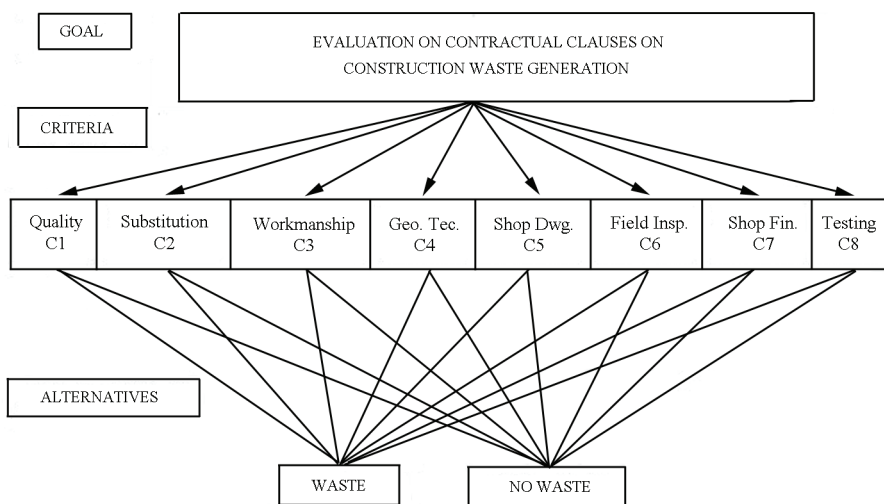 GOAL
EVALUATION ON CONTRACTUAL CLAUSES ON
CONSTRUCTION WASTE GENERATION
CRITERIA
Quality
C1
Substitution
C2
Workmanship
C3
Geo. Tec.
C4
Shop Dwg.
C5
Field Insp.
C6
Shop Fin.
C7
Testing
C8
ALTERNATIVES
WASTE
NO WASTE